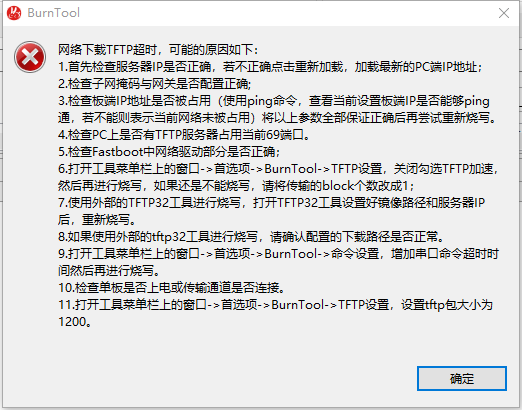 BurnTool
网络下载TFTP超时，可能的原因如下：
1.首先检查服务器IP是否正确，若不正确点击重新加载，加载最新的PC端IP地址；
2.检查子网掩码与网关是否配置正确；
3.检查板端IP地址是否被占用（使用ping命令，查看当前设置板端IP是否能够ping
通，若不能则表示当前网络未被占用）将以上参数全部保证正确后再尝试重新烧写。
4.检查PC上是否有TFTP服务器占用当前69端口。
5.检查Fastboot中网络驱动部分是否正确；
6.打开工具菜单栏上的窗口->首选项->BurnTool->TFTP设置，关闭勾选TFTP加速，
然后再进行烧写，如果还是不能烧写，请将传输的block个数改成1；
7.使用外部的TFTP32工具进行烧写，打开TFTP32工具设置好镜像路径和服务器IP
后，重新烧写。
8.如果使用外部的tftp32工具进行烧写，请确认配置的下载路径是否正常。
9.打开工具菜单栏上的窗口->首选项->BurnTool->命令设置，增加串口命令超时时
间然后再进行烧写。
10.检查单板是否上电或传输通道是否连接。
11.打开工具菜单栏上的窗口->首选项->BurnTool->TFTP设置，设置tftp包大小为
1200。
确定